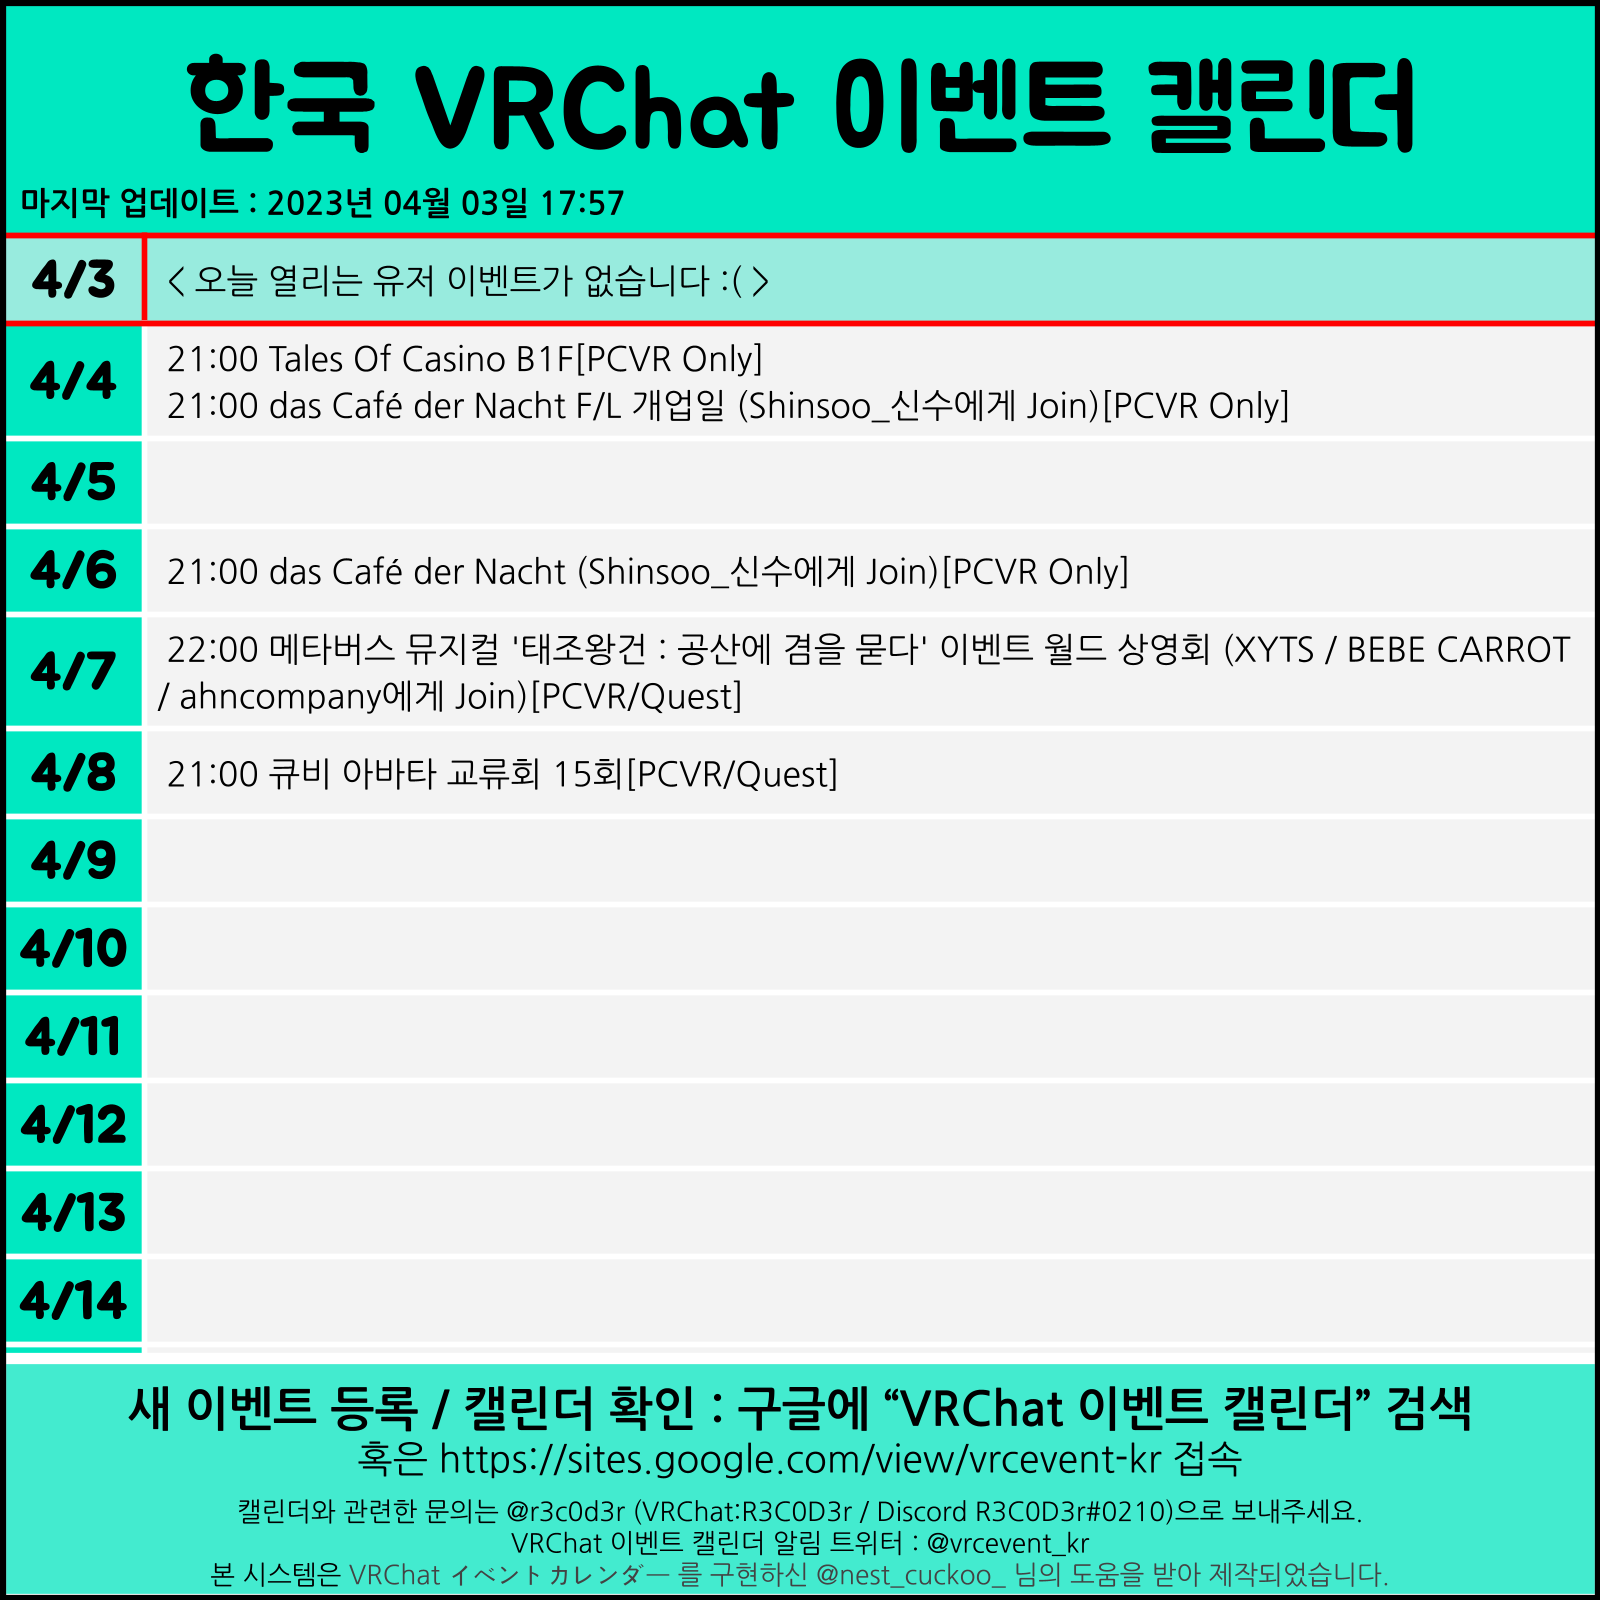 한국 VRChat 이벤트 캘린더
마지막 업데이트 : 2023년 04월 03일 17:57
4/3
< 오늘 열리는 유저 이벤트가 없습니다 :( >
4/4
21:00 Tales Of Casino B1F[PCVR Only]
21:00 das Café der Nacht F/L 개업일 (Shinsoo_신수에게 Join)[PCVR Only]
4/5
4/6
21:00 das Café der Nacht (Shinsoo_신수에게 Join)[PCVR Only]
4/7
22:00 메타버스 뮤지컬 '태조왕건 : 공산에 겸을 묻다' 이벤트 월드 상영회 (XYTS / BEBE CARROT
/ ahncompany에게 Join)[PCVR/Quest]
4/8
21:00 큐비 아바타 교류회 15회[PCVR/Quest]
4/9
4/10
4/11
4/12
4/13
4/14
새 이벤트 등록 / 캘린더 확인 : 구글에 “VRChat 이벤트 캘린더” 검색
혹은 https://sites.google.com/view/vrcevent-kr 접속
캘린더와 관련한 문의는 @r3c0d3r (VRChat:R3C0D3r / Discord R3C0D3r#0210)으로 보내주세요.
VRChat 이벤트 캘린더 알림 트위터 : @vrcevent_kr
본 시스템은 VRChat イベントカレンダー 를 구현하신 @nest_cuckoo_ 님의 도움을 받아 제작되었습니다.